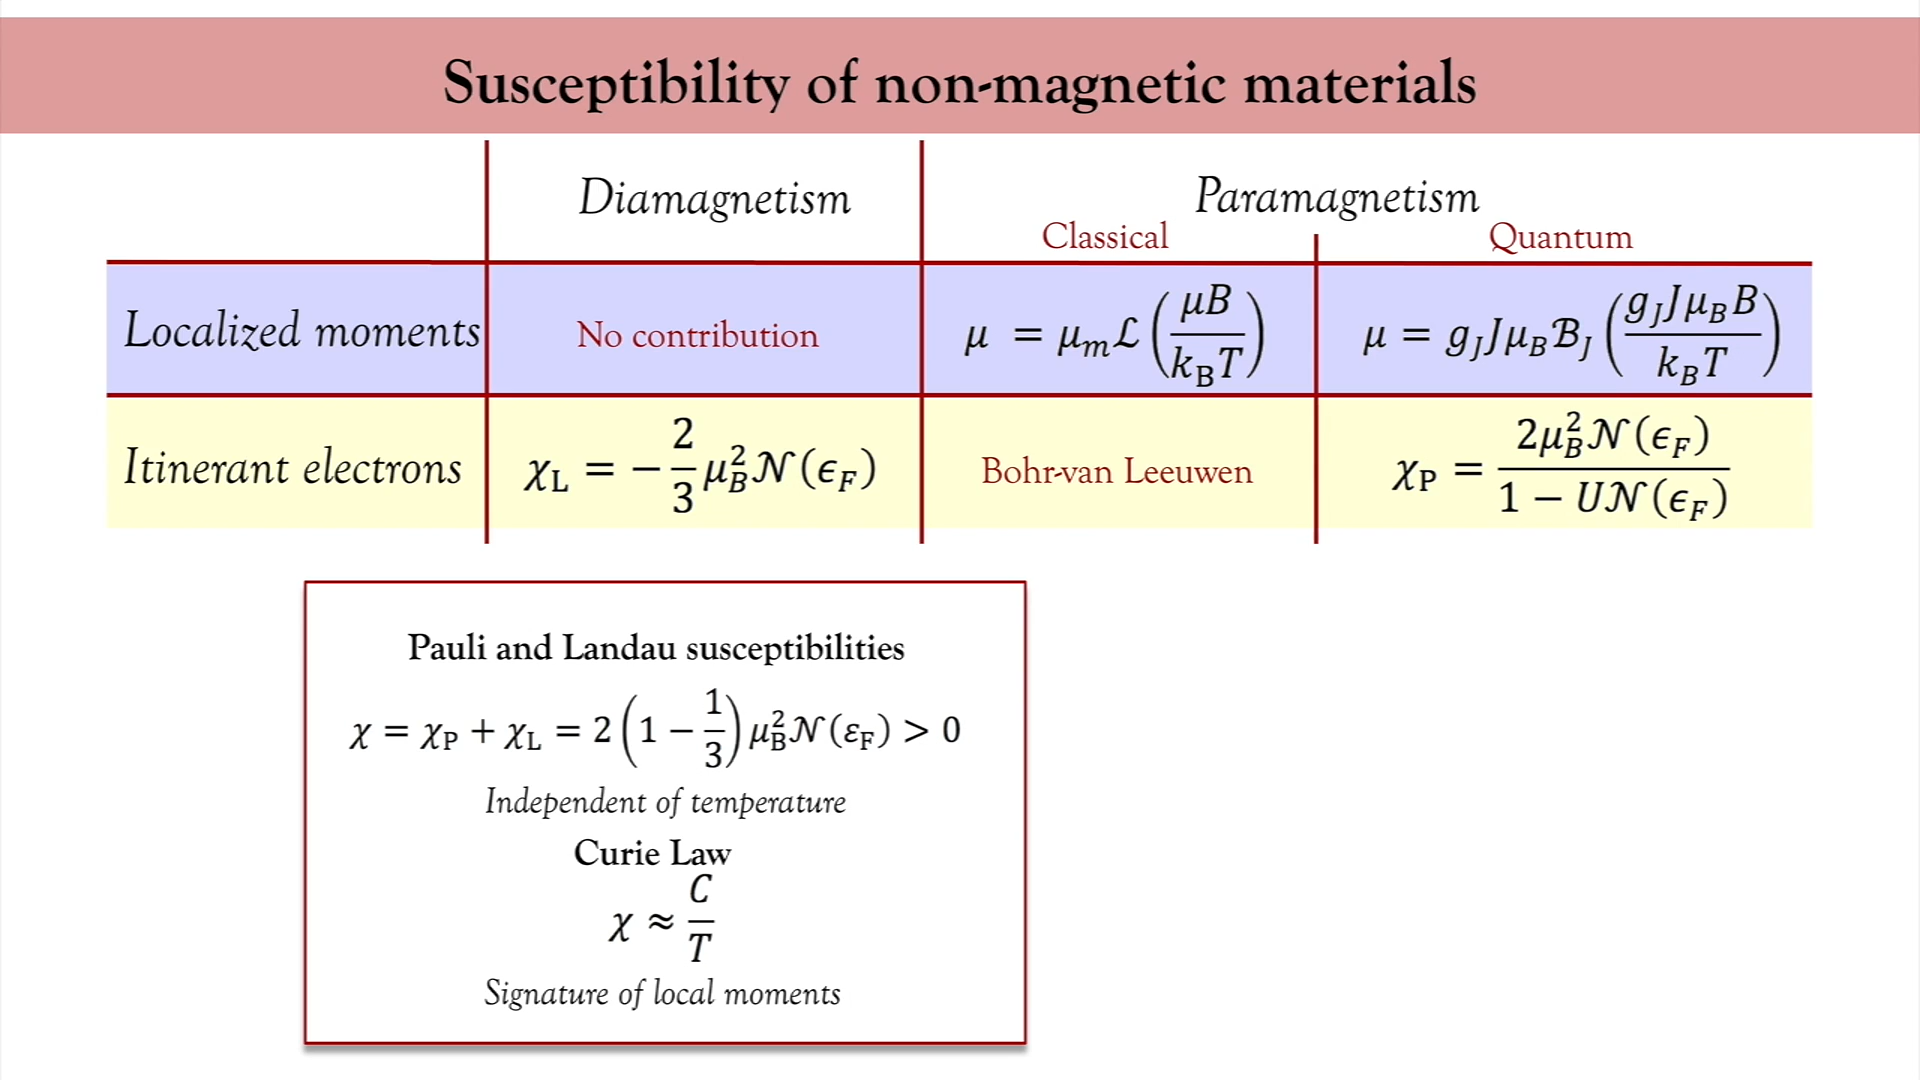 Susceptibility of non-magnetic materials
Diamagnetism
Paramagnetism
Classical
Quantum
Localized moments
No contribution
μ = μ_m ℒ(μB / k_B T)
μ = g_J J μ_B ℬ_J (g_J J μ_B B / k_B T)
Itinerant electrons
χ_L = − 2/3 μ_B^2 𝒩(ϵ_F)
Bohr-van Leeuwen
χ_P = 2μ_B^2 𝒩(ϵ_F) / 1 − U𝒩(ϵ_F)
Pauli and Landau susceptibilities
χ = χ_P + χ_L = 2(1 − 1/3) μ_B^2 𝒩(ε_F) > 0
Independent of temperature
Curie Law
χ ≈ C/T
Signature of local moments